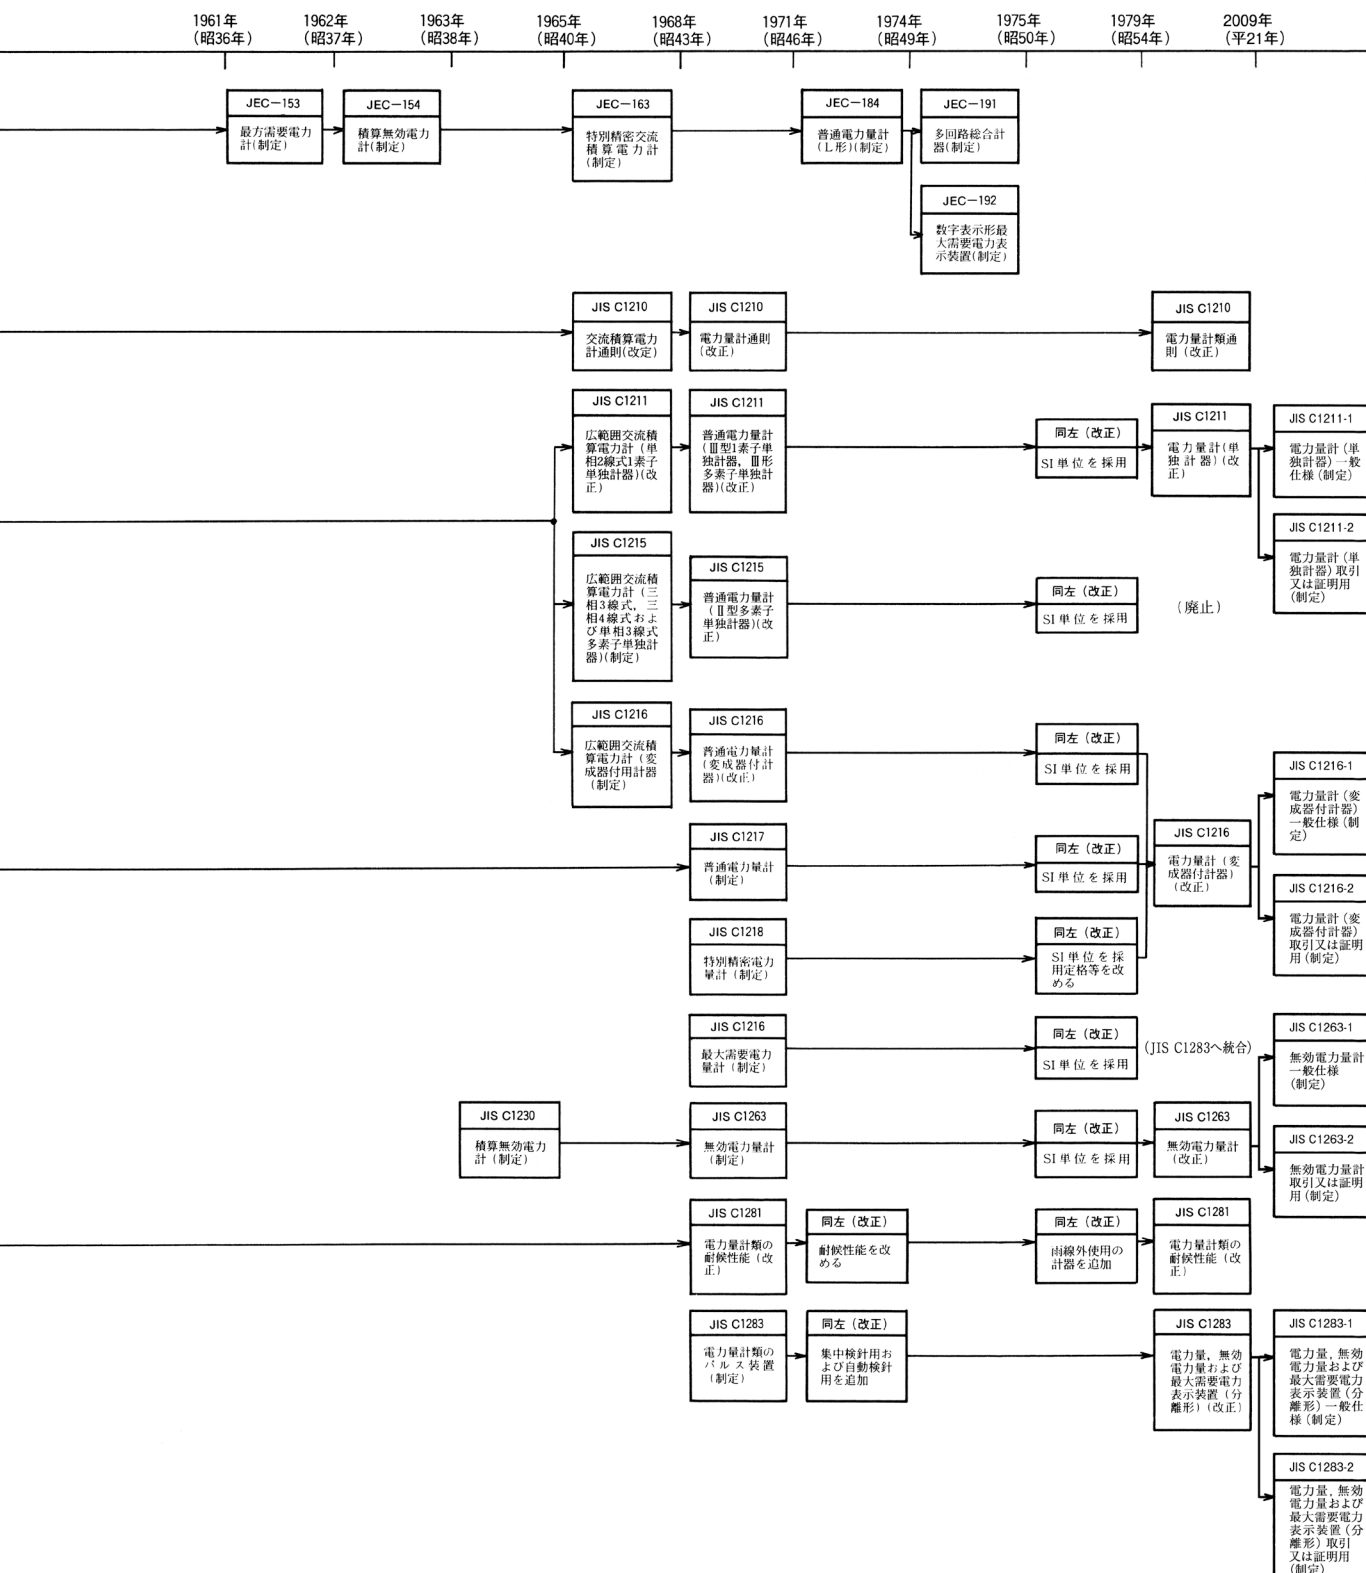 1961年
(昭36年)
1962年
(昭37年)
1963年
(昭38年)
1965年
(昭40年)
1968年
(昭43年)
1971年
(昭46年)
1974年
(昭49年)
1975年
(昭50年)
1979年
(昭54年)
2009年
(平21年)
JEC－153
最方需要電力
計(制定)
JEC－154
積算無効電力
計(制定)
JEC－163
特別精密交流
積算電力計
(制定)
JEC－184
普通電力量計
(L形)(制定)
JEC－191
多回路総合計
器(制定)
JEC－192
数字表示形最
大需要電力表
示装置(制定)
JIS C1210
交流積算電力
計通則(改定)
JIS C1210
電力量計通則
(改正)
JIS C1210
電力量計類通
則(改正)
JIS C1211
広範囲交流積
算電力計(単
相2線式1素子
単独計器)(改
正)
JIS C1211
普通電力量計
(Ⅲ型1素子単
独計器，Ⅲ形
多素子単独計
器)(改正)
同左(改正)
SI単位を採用
JIS C1211
電力量計(単
独計器)(改
正)
JIS C1211-1
電力量計(単
独計器)一般
仕様(制定)
JIS C1211-2
電力量計(単
独計器)取引
又は証明用
(制定)
JIS C1215
広範囲交流積
算電力計(三
相3線式，三
相4線式およ
び単相3線式
多素子単独計
器)(制定)
JIS C1215
普通電力量計
(Ⅱ型多素子
単独計器)(改
正)
同左(改正)
SI単位を採用
(廃止)
JIS C1216
広範囲交流積
算電力計(変
成器付用計器
(制定)
JIS C1216
普通電力量計
(変成器付計
器)(改正)
同左(改正)
SI単位を採用
JIS C1217
普通電力量計
(制定)
同左(改正)
SI単位を採用
JIS C1216
電力量計(変
成器付計器)
(改正)
JIS C1216-1
電力量計(変
成器付計器)
一般仕様(制
定)
JIS C1216-2
電力量計(変
成器付計器)
取引又は証明
用(制定)
JIS C1218
特別精密電力
量計(制定)
同左(改正)
SI単位を採
用定格等を改
める
JIS C1216
最大需要電力
量計(制定)
同左(改正)
SI単位を採用
(JIS C1283へ統合)
JIS C1263-1
無効電力量計
一般仕様
(制定)
JIS C1230
積算無効電力
計(制定)
JIS C1263
無効電力量計
(制定)
同左(改正)
SI単位を採用
JIS C1263
無効電力量計
(改正)
JIS C1263-2
無効電力量計
取引又は証明
用(制定)
JIS C1281
電力量計類の
耐候性能(改
正)
同左(改正)
耐候性能を改
める
同左(改正)
雨線外使用の
計器を追加
JIS C1281
電力量計類の
耐候性能(改
正)
JIS C1283
電力量計類の
パルス装置
(制定)
同左(改正)
集中検針用お
よび自動検針
用を追加
JIS C1283
電力量，無効
電力量および
最大需要電力
表示装置(分
離形)(改正)
JIS C1283-1
電力量，無効
電力量および
最大需要電力
表示装置(分
離形)一般仕
様(制定)
JIS C1283-2
電力量，無効
電力量および
最大需要電力
表示装置(分
離形)取引
又は証明用
(制定)